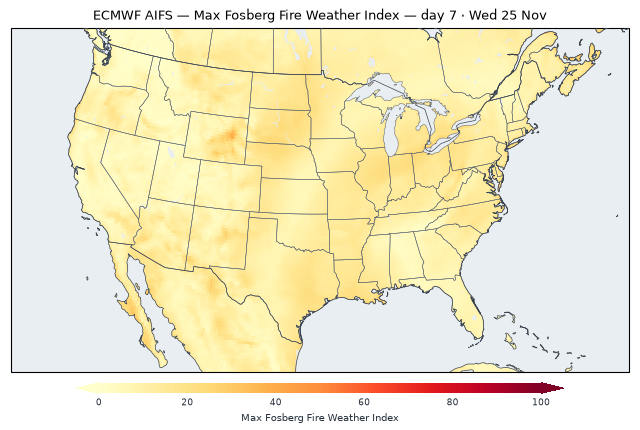 ECMWF AIFS — Max Fosberg Fire Weather Index — day 7 · Wed 25 Nov
0 20 40 60 80 100
Max Fosberg Fire Weather Index